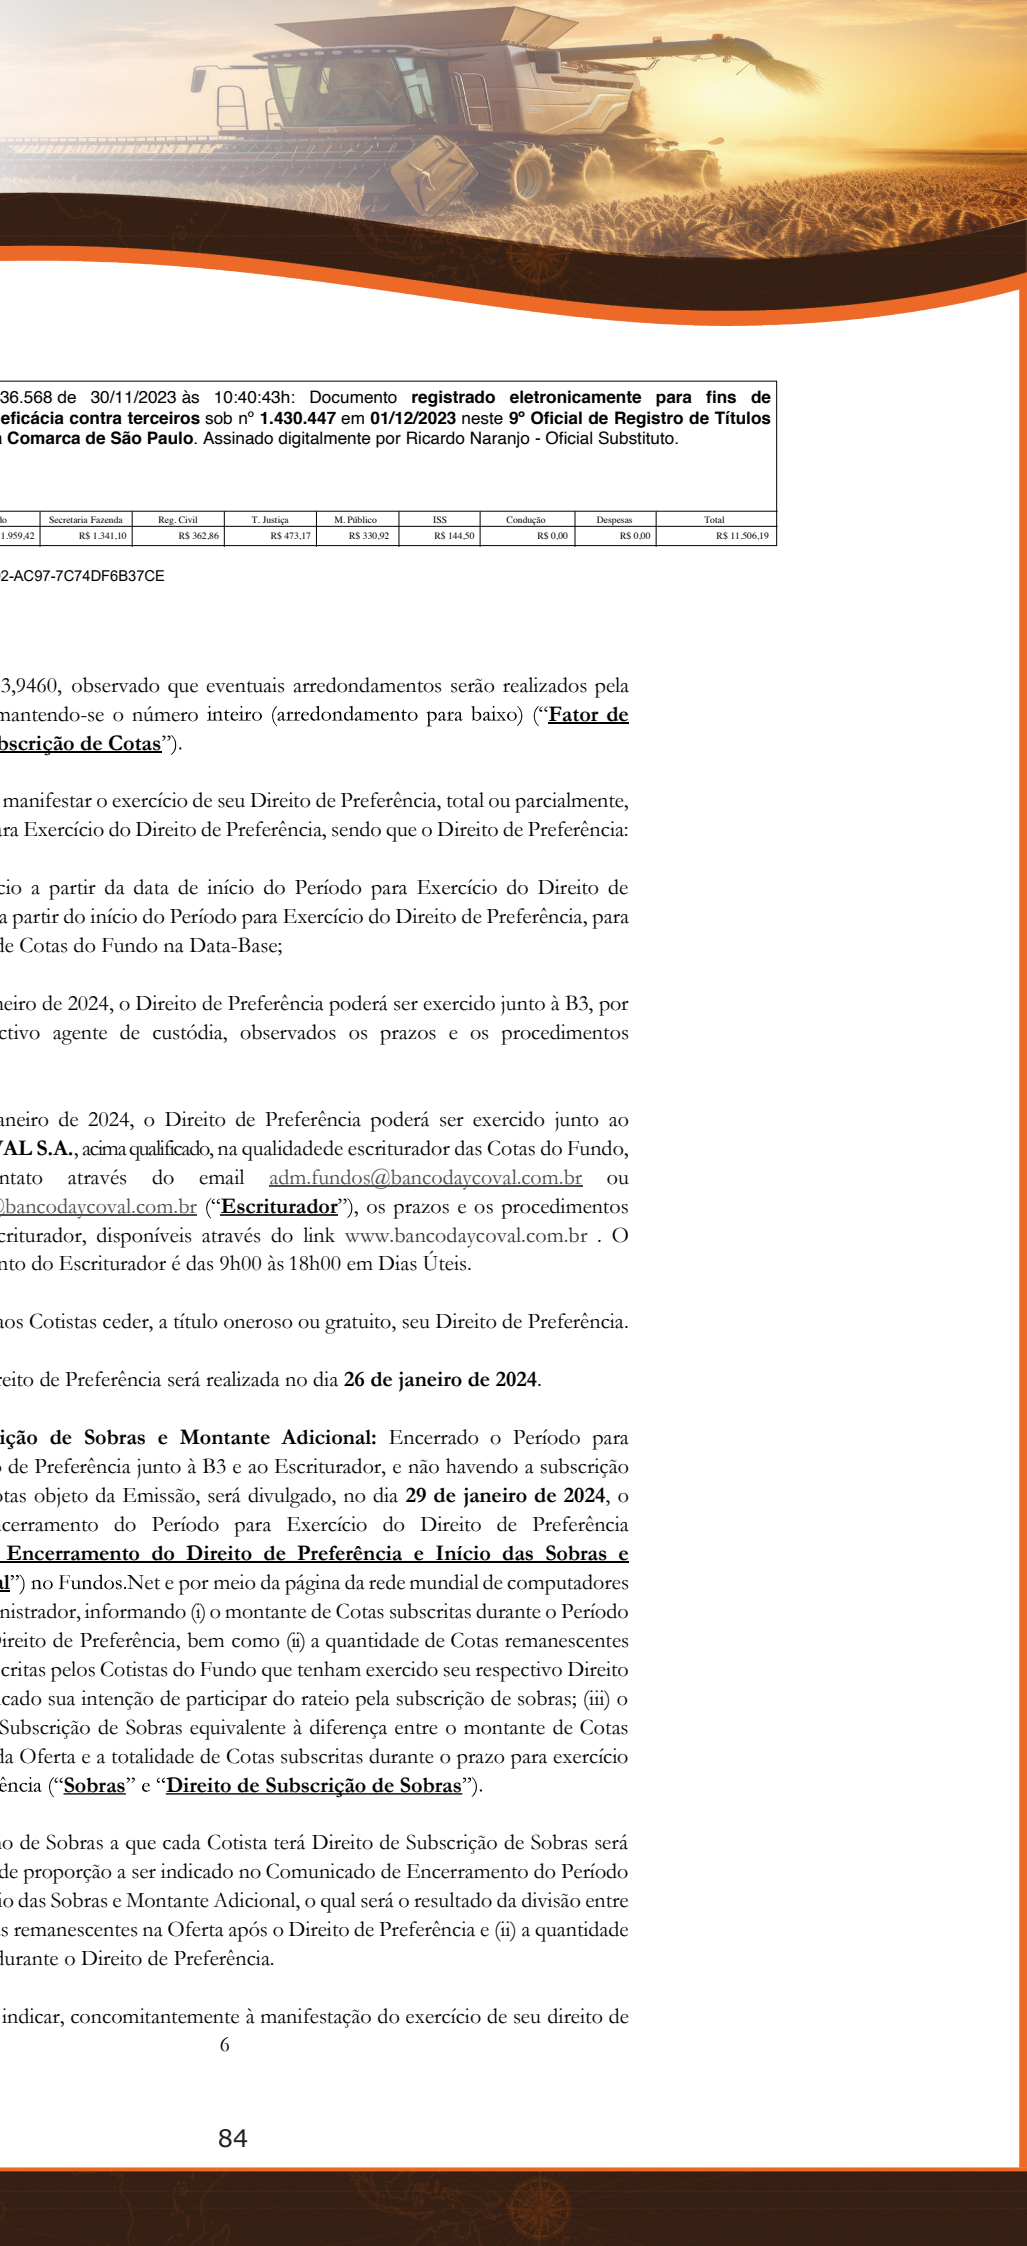 36.568 de 30/11/2023 às 10:40:43h: Documento registrado eletronicamente para fins de
eficácia contra terceiros sob nº 1.430.447 em 01/12/2023 neste 9º Oficial de Registro de Títulos
Comarca de São Paulo. Assinado digitalmente por Ricardo Naranjo - Oficial Substituto.
Secretaria Fazenda Reg. Civil T. Justiça M. Público ISS Condução Despesas Total
1.959,42 R$ 1.341,10 R$ 362,86 R$ 473,17 R$ 330,92 R$ 144,50 R$ 0,00 R$ 0,00 R$ 11.506,19
2-AC97-7C74DF6B37CE
3,9460, observado que eventuais arredondamentos serão realizados pela
mantendo-se o número inteiro (arredondamento para baixo) (“Fator de
bscrição de Cotas”).
manifestar o exercício de seu Direito de Preferência, total ou parcialmente,
ara Exercício do Direito de Preferência, sendo que o Direito de Preferência:
cio a partir da data de início do Período para Exercício do Direito de
a partir do início do Período para Exercício do Direito de Preferência, para
de Cotas do Fundo na Data-Base;
neiro de 2024, o Direito de Preferência poderá ser exercido junto à B3, por
ctivo agente de custódia, observados os prazos e os procedimentos
aneiro de 2024, o Direito de Preferência poderá ser exercido junto ao
VAL S.A., acima qualificado, na qualidadede escriturador das Cotas do Fundo,
ntato através do email adm.fundos@bancodaycoval.com.br ou
@bancodaycoval.com.br (“Escriturador”), os prazos e os procedimentos
criturador, disponíveis através do link www.bancodaycoval.com.br . O
nto do Escriturador é das 9h00 às 18h00 em Dias Úteis.
aos Cotistas ceder, a título oneroso ou gratuito, seu Direito de Preferência.
reito de Preferência será realizada no dia 26 de janeiro de 2024.
ição de Sobras e Montante Adicional: Encerrado o Período para
o de Preferência junto à B3 e ao Escriturador, e não havendo a subscrição
otas objeto da Emissão, será divulgado, no dia 29 de janeiro de 2024, o
ncerramento do Período para Exercício do Direito de Preferência
Encerramento do Direito de Preferência e Início das Sobras e
al”) no Fundos.Net e por meio da página da rede mundial de computadores
nistrador, informando (i) o montante de Cotas subscritas durante o Período
Direito de Preferência, bem como (ii) a quantidade de Cotas remanescentes
critas pelos Cotistas do Fundo que tenham exercido seu respectivo Direito
icado sua intenção de participar do rateio pela subscrição de sobras; (iii) o
Subscrição de Sobras equivalente à diferença entre o montante de Cotas
da Oferta e a totalidade de Cotas subscritas durante o prazo para exercício
ência (“Sobras” e “Direito de Subscrição de Sobras”).
no de Sobras a que cada Cotista terá Direito de Subscrição de Sobras será
de proporção a ser indicado no Comunicado de Encerramento do Período
io das Sobras e Montante Adicional, o qual será o resultado da divisão entre
as remanescentes na Oferta após o Direito de Preferência e (ii) a quantidade
durante o Direito de Preferência.
indicar, concomitantemente à manifestação do exercício de seu direito de
6
84